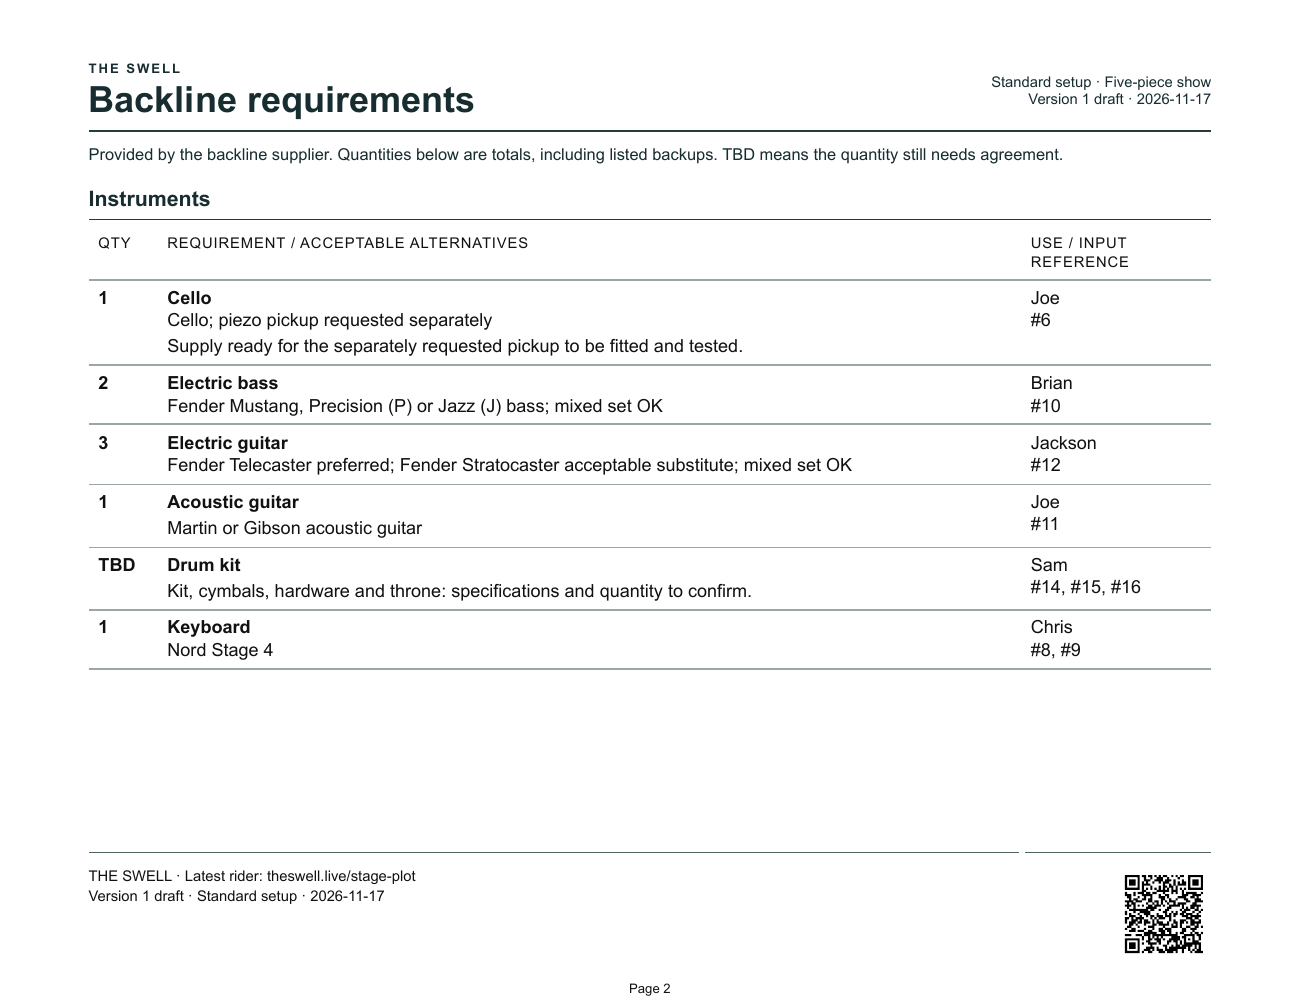 THE SWELL
Backline requirements
Standard setup · Five-piece show
Version 1 draft · 2026-11-17
Provided by the backline supplier. Quantities below are totals, including listed backups. TBD means the quantity still needs agreement.
Instruments
QTY REQUIREMENT / ACCEPTABLE ALTERNATIVES USE / INPUT
REFERENCE
1 Cello Joe
Cello; piezo pickup requested separately #6
Supply ready for the separately requested pickup to be fitted and tested.
2 Electric bass Brian
Fender Mustang, Precision (P) or Jazz (J) bass; mixed set OK #10
3 Electric guitar Jackson
Fender Telecaster preferred; Fender Stratocaster acceptable substitute; mixed set OK #12
1 Acoustic guitar Joe
Martin or Gibson acoustic guitar #11
TBD Drum kit Sam
Kit, cymbals, hardware and throne: specifications and quantity to confirm. #14, #15, #16
1 Keyboard Chris
Nord Stage 4 #8, #9
THE SWELL · Latest rider: theswell.live/stage-plot
Version 1 draft · Standard setup · 2026-11-17
Page 2